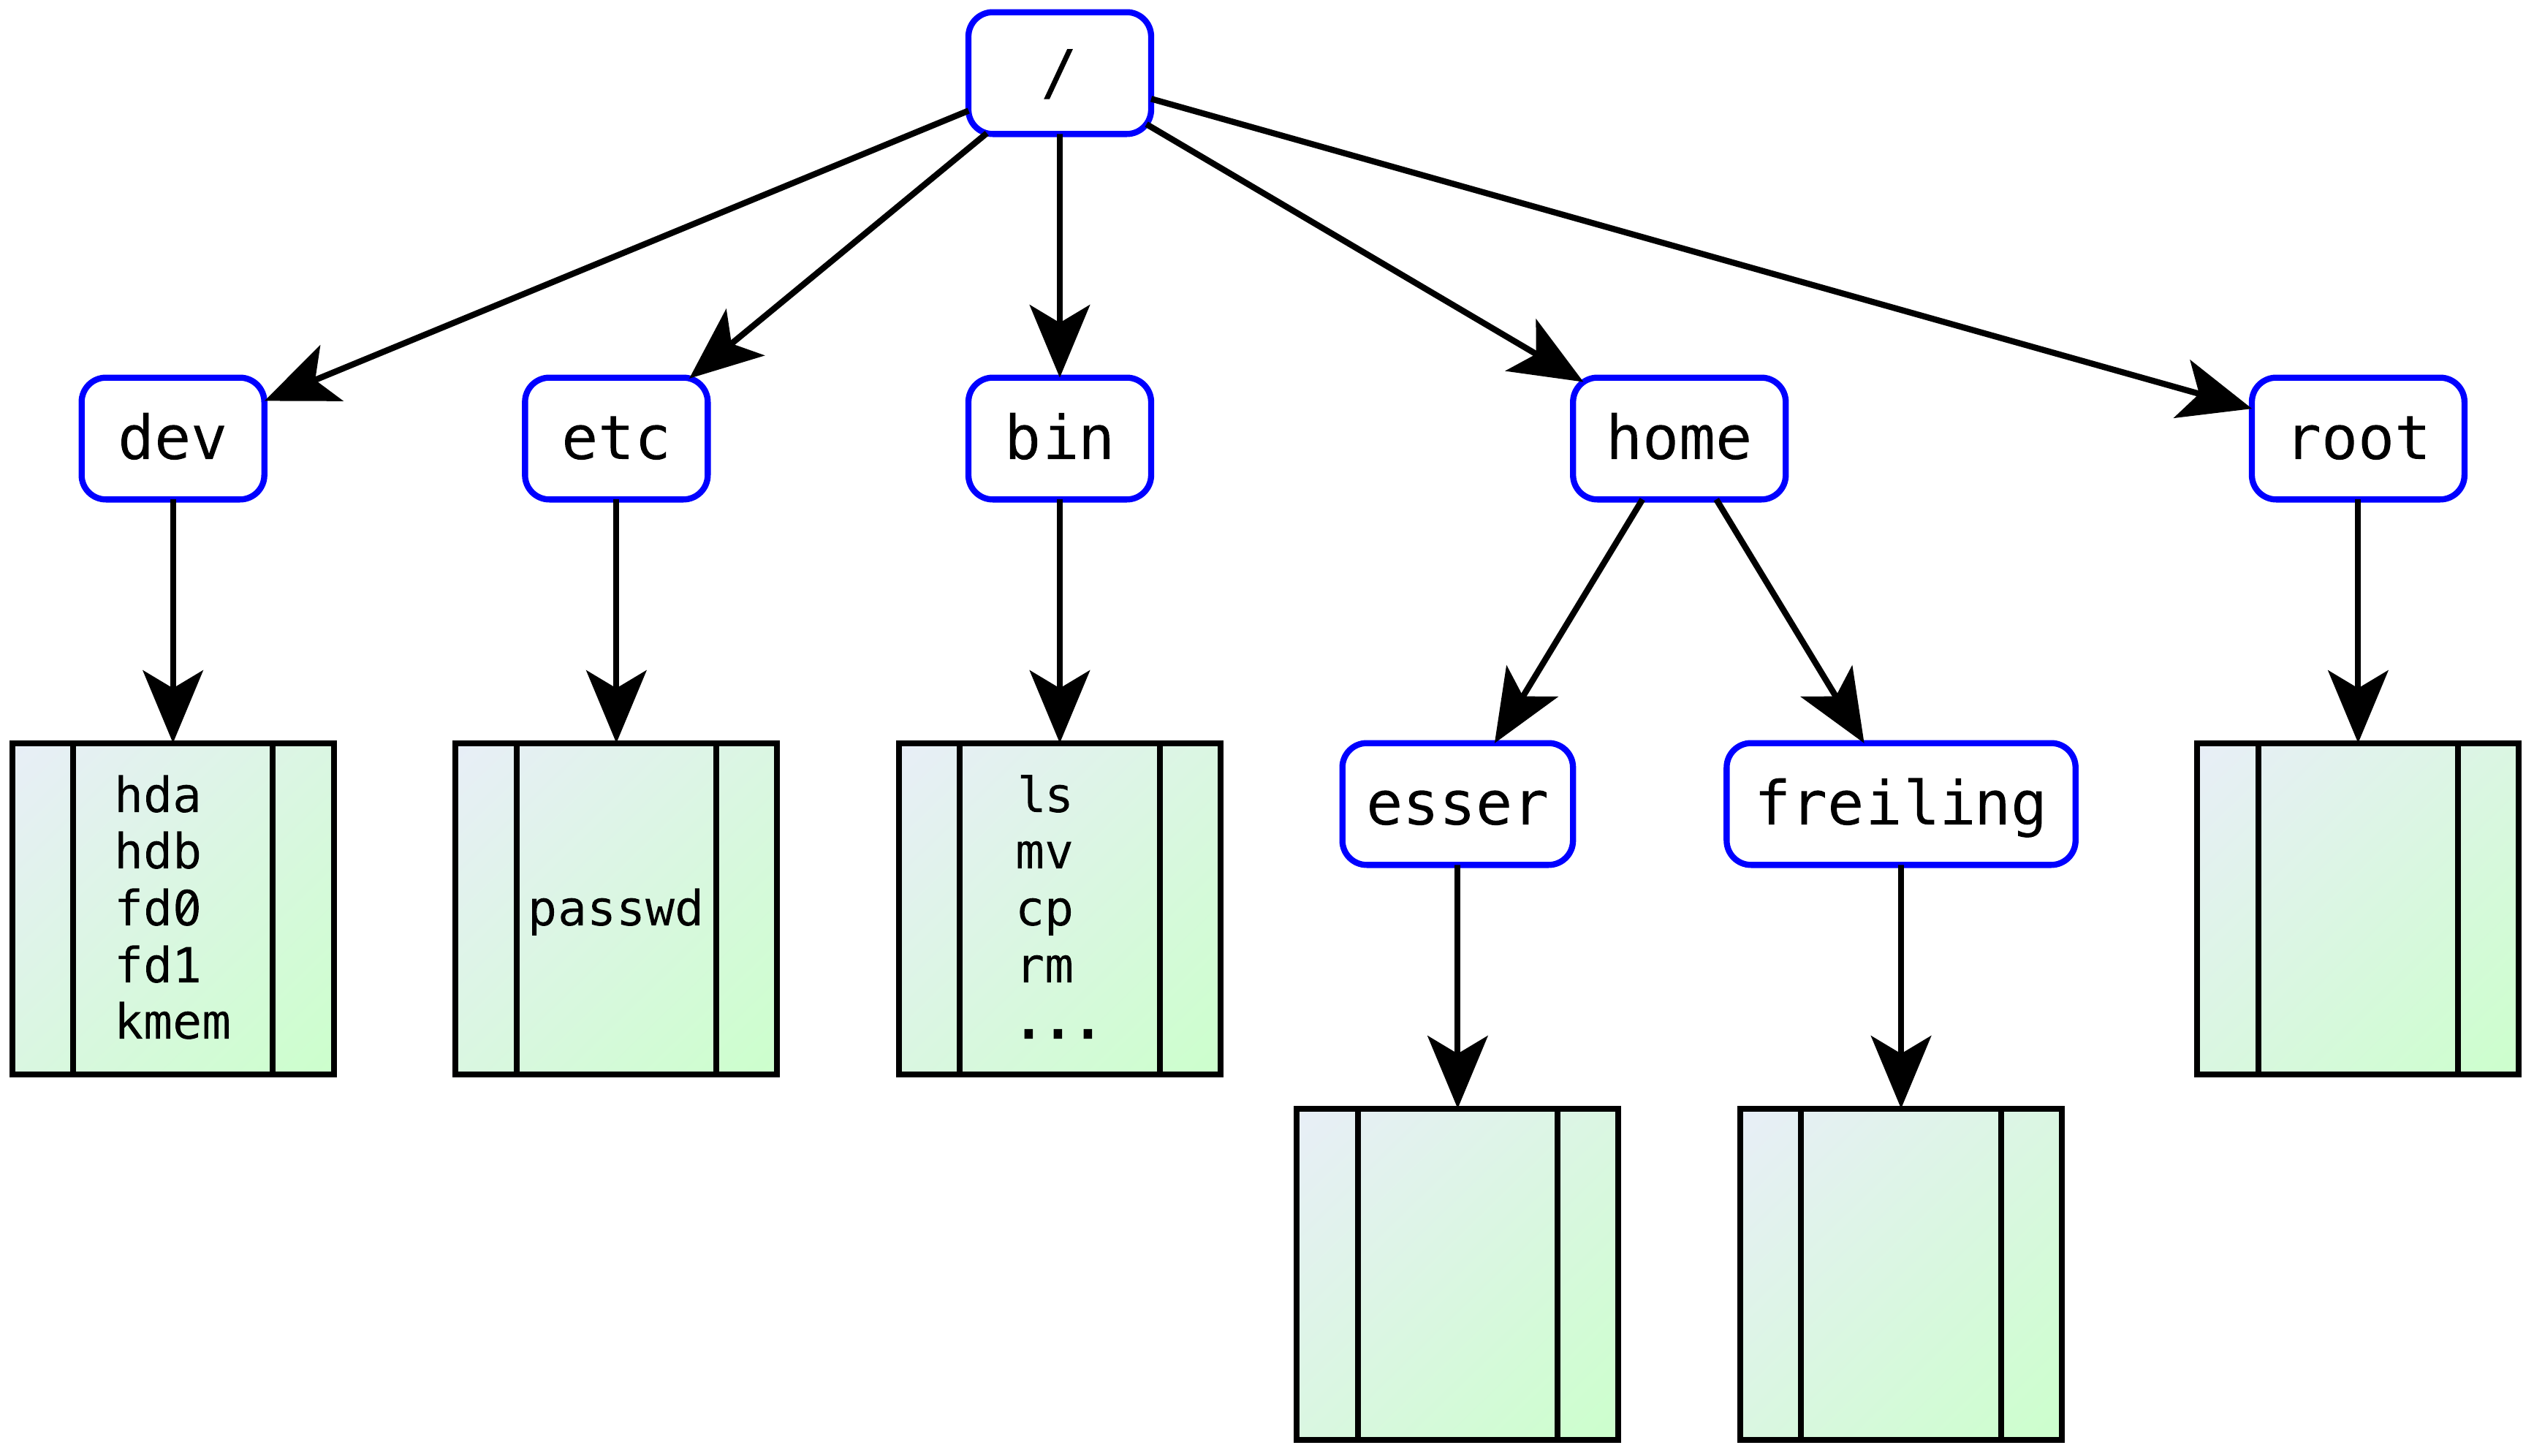 /
dev
etc
bin
home
root
hda
hdb
fd0
fd1
kmem
passwd
ls
mv
cp
rm
...
esser
freiling